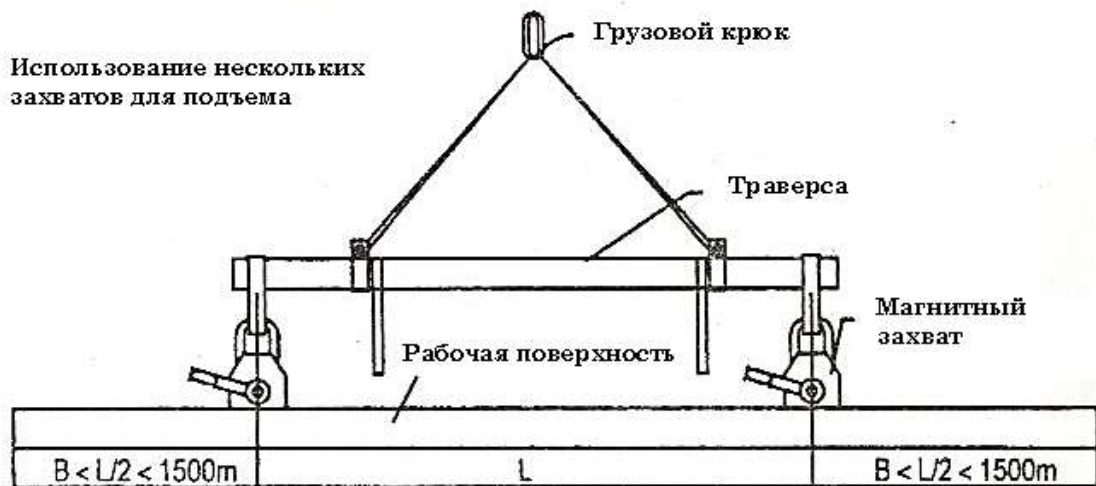 Грузовой крюк
Использование нескольких
захватов для подъема
Траверса
Магнитный
захват
Рабочая поверхность
B < L/2 < 1500m
L
B < L/2 < 1500m